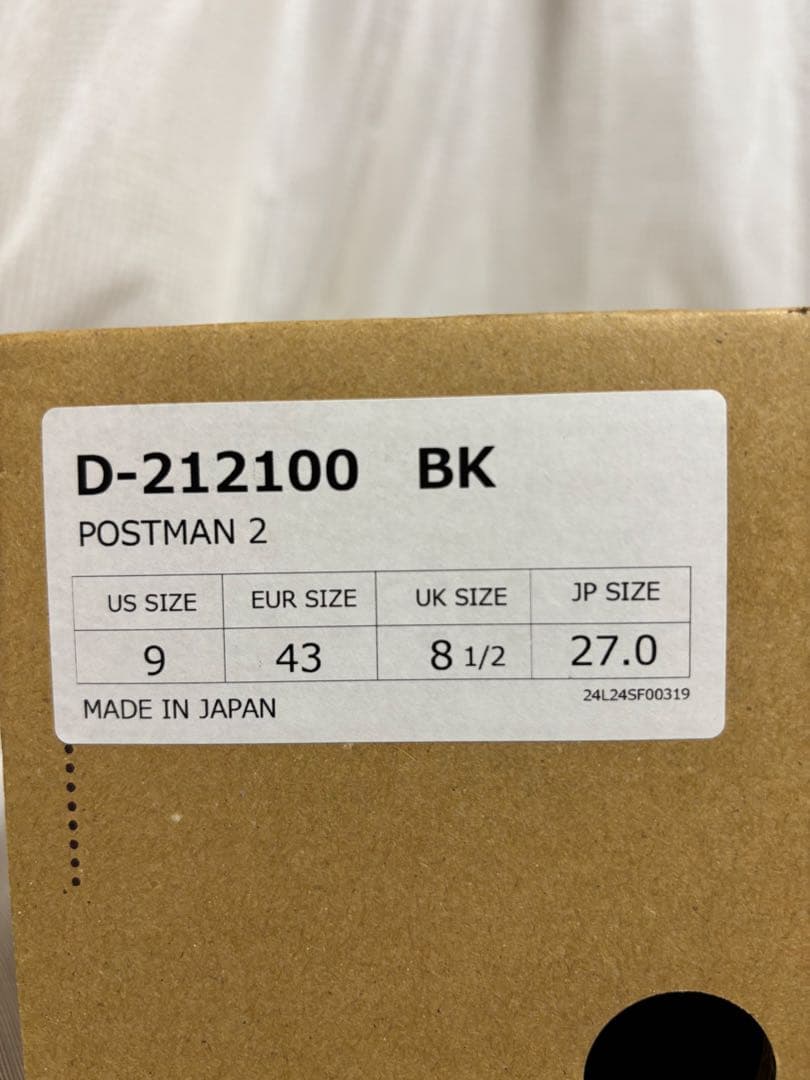 D-212100 BK
POSTMAN 2
US SIZE EUR SIZE UK SIZE JP SIZE
9 43 8 1/2 27.0
MADE IN JAPAN 24L24SF00319